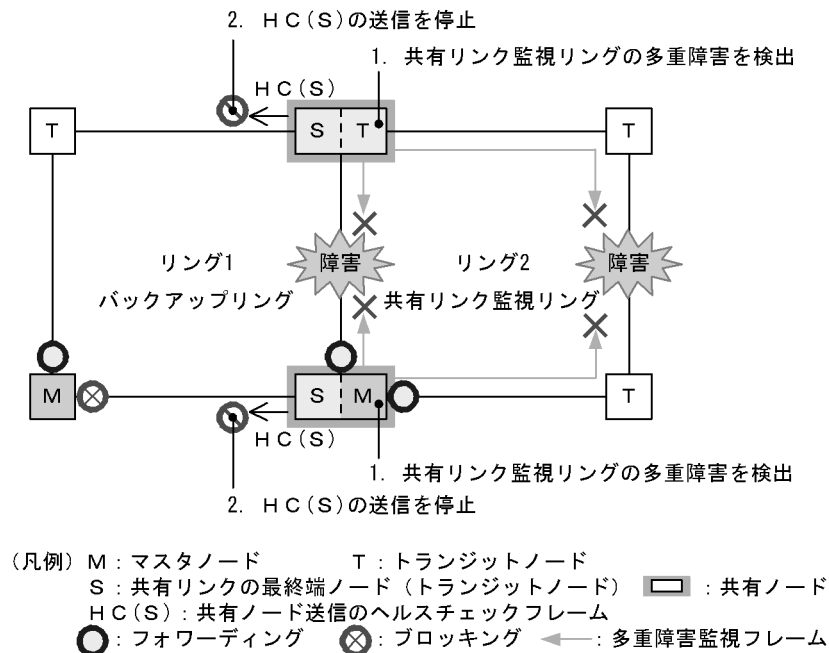 2. ＨＣ(Ｓ)の送信を停止
1. 共有リンク監視リングの多重障害を検出
ＨＣ(Ｓ)
Ｔ
Ｓ Ｔ
Ｔ
リング1
バックアップリング
障害
リング2
共有リンク監視リング
障害
Ｍ
Ｓ Ｍ
Ｔ
ＨＣ(Ｓ)
1. 共有リンク監視リングの多重障害を検出
2. ＨＣ(Ｓ)の送信を停止
(凡例) Ｍ：マスタノード Ｔ：トランジットノード
Ｓ：共有リンクの最終端ノード（トランジットノード） ：共有ノード
ＨＣ(Ｓ)：共有ノード送信のヘルスチェックフレーム
：フォワーディング ：ブロッキング ：多重障害監視フレーム